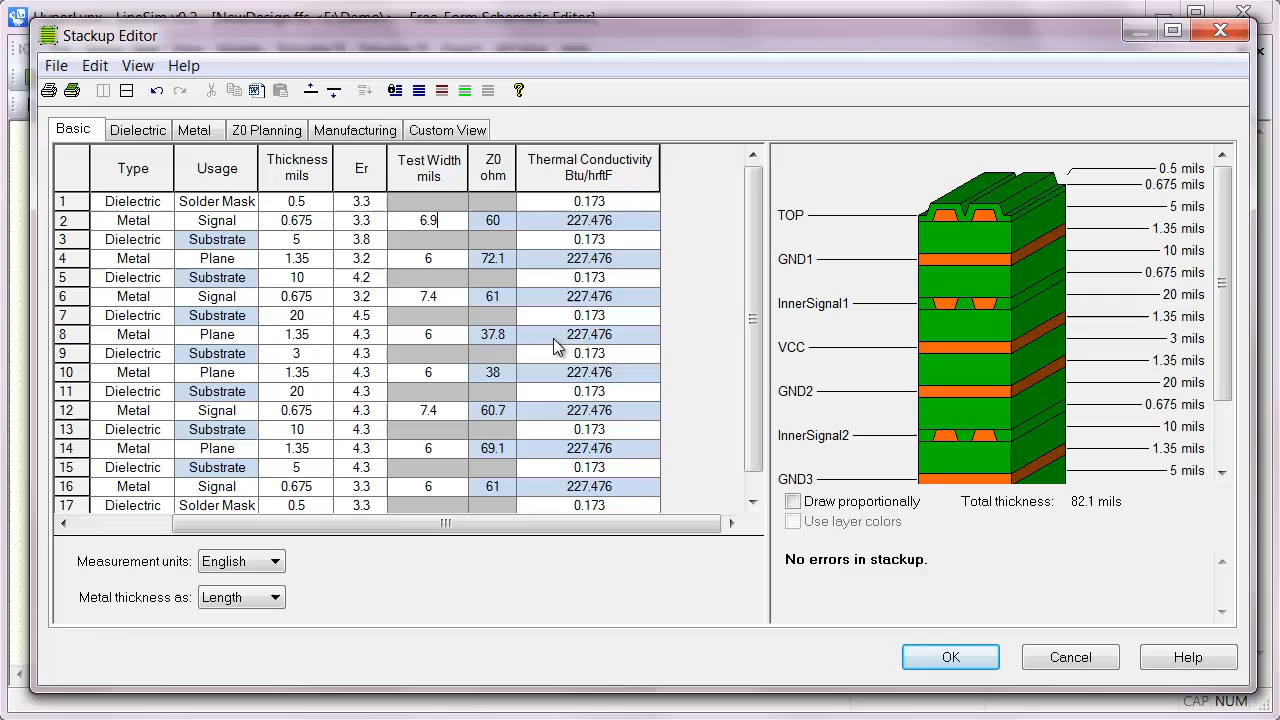 HyperLynx - LineSim v9.2 - [NewDesign.ffs <E:\Demo\> - Free-Form Schematic Editor]
Stackup Editor
File Edit View Help
Basic Dielectric Metal Z0 Planning Manufacturing Custom View
Type Usage Thickness mils Er Test Width mils Z0 ohm Thermal Conductivity Btu/hrftF
1 Dielectric Solder Mask 0.5 3.3 0.173
2 Metal Signal 0.675 3.3 6.9 60 227.476
3 Dielectric Substrate 5 3.8 0.173
4 Metal Plane 1.35 3.2 6 72.1 227.476
5 Dielectric Substrate 10 4.2 0.173
6 Metal Signal 0.675 3.2 7.4 61 227.476
7 Dielectric Substrate 20 4.5 0.173
8 Metal Plane 1.35 4.3 6 37.8 227.476
9 Dielectric Substrate 3 4.3 0.173
10 Metal Plane 1.35 4.3 6 38 227.476
11 Dielectric Substrate 20 4.3 0.173
12 Metal Signal 0.675 4.3 7.4 60.7 227.476
13 Dielectric Substrate 10 4.3 0.173
14 Metal Plane 1.35 4.3 6 69.1 227.476
15 Dielectric Substrate 5 4.3 0.173
16 Metal Signal 0.675 3.3 6 61 227.476
17 Dielectric Solder Mask 0.5 3.3 0.173
Measurement units: English
Metal thickness as: Length
0.5 mils
0.675 mils
TOP 5 mils
1.35 mils
GND1 10 mils
0.675 mils
InnerSignal1 20 mils
1.35 mils
VCC 3 mils
1.35 mils
GND2 20 mils
0.675 mils
InnerSignal2 10 mils
1.35 mils
GND3 5 mils
Draw proportionally Total thickness: 82.1 mils
Use layer colors
No errors in stackup.
OK Cancel Help
CAP NUM